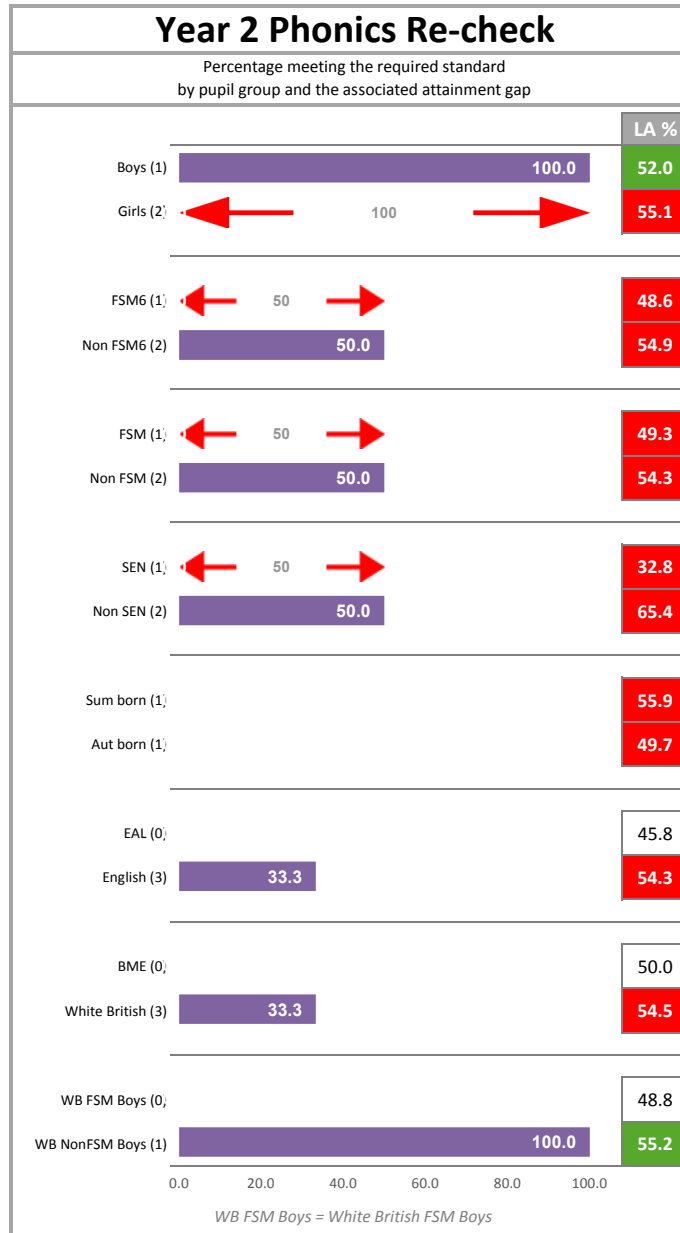 Year 2 Phonics Re-check
Percentage meeting the required standard
by pupil group and the associated attainment gap
LA %
Boys (1) 100.0 52.0
Girls (2) 100 55.1
FSM6 (1) 50 48.6
Non FSM6 (2) 50.0 54.9
FSM (1) 50 49.3
Non FSM (2) 50.0 54.3
SEN (1) 50 32.8
Non SEN (2) 50.0 65.4
Sum born (1) 55.9
Aut born (1) 49.7
EAL (0) 45.8
English (3) 33.3 54.3
BME (0) 50.0
White British (3) 33.3 54.5
WB FSM Boys (0) 48.8
WB NonFSM Boys (1) 100.0 55.2
0.0 20.0 40.0 60.0 80.0 100.0
WB FSM Boys = White British FSM Boys